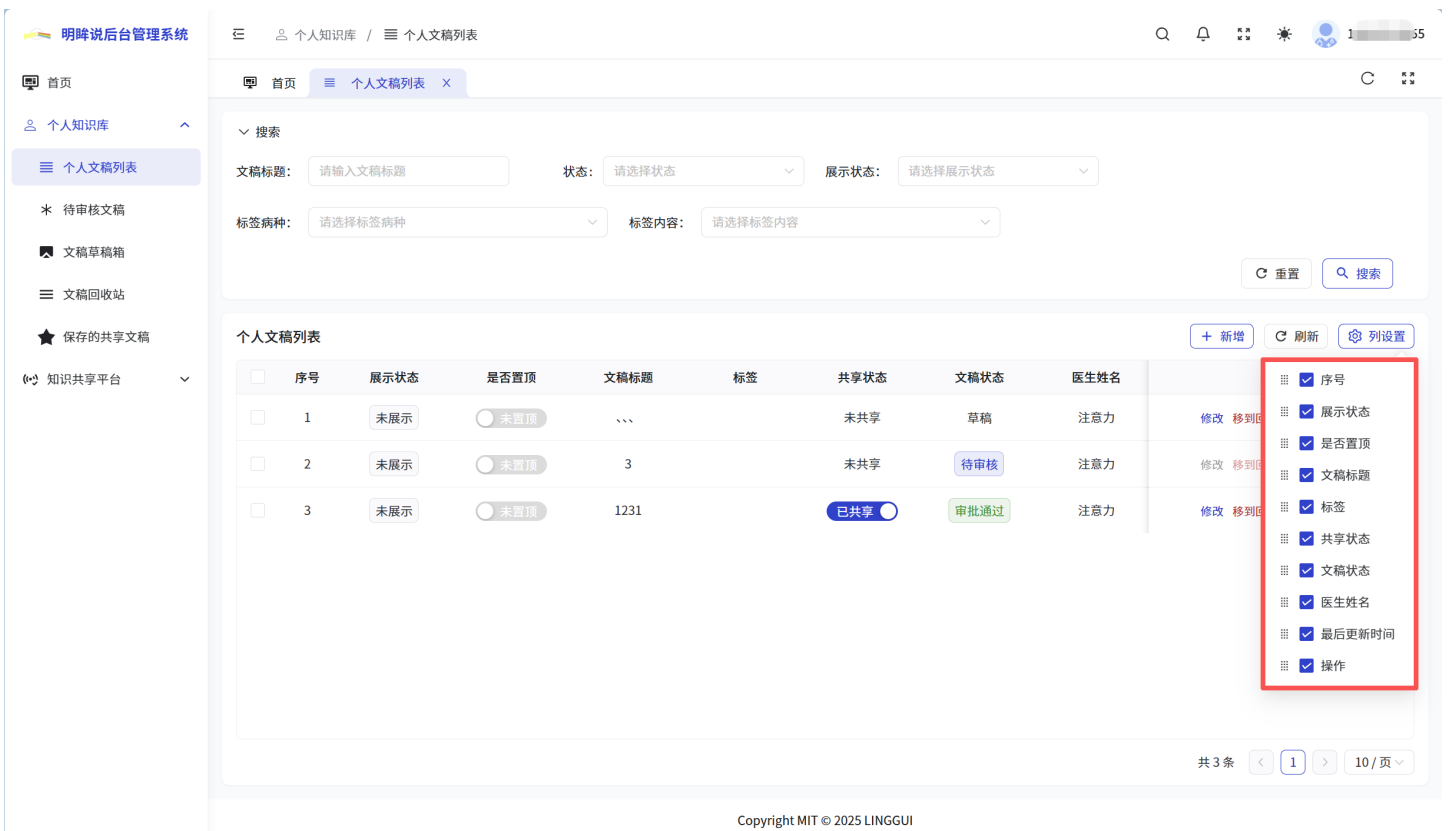 明眸说后台管理系统
个人知识库 / 个人文稿列表
首页
个人知识库
个人文稿列表
待审核文稿
文稿草稿箱
文稿回收站
保存的共享文稿
知识共享平台
首页 个人文稿列表 X
搜索
文稿标题： 请输入文稿标题 状态： 请选择状态 展示状态： 请选择展示状态
标签病种： 请选择标签病种 标签内容： 请选择标签内容
重置 搜索
个人文稿列表 + 新增 刷新 列设置
序号 展示状态 是否置顶 文稿标题 标签 共享状态 文稿状态 医生姓名
1 未展示 未置顶 、、、 未共享 草稿 注意力 修改 移到
2 未展示 未置顶 3 未共享 待审核 注意力 修改 移到
3 未展示 未置顶 1231 已共享 审批通过 注意力 修改 移到
序号
展示状态
是否置顶
文稿标题
标签
共享状态
文稿状态
医生姓名
最后更新时间
操作
共 3 条 < 1 > 10 / 页
Copyright MIT © 2025 LINGGUI